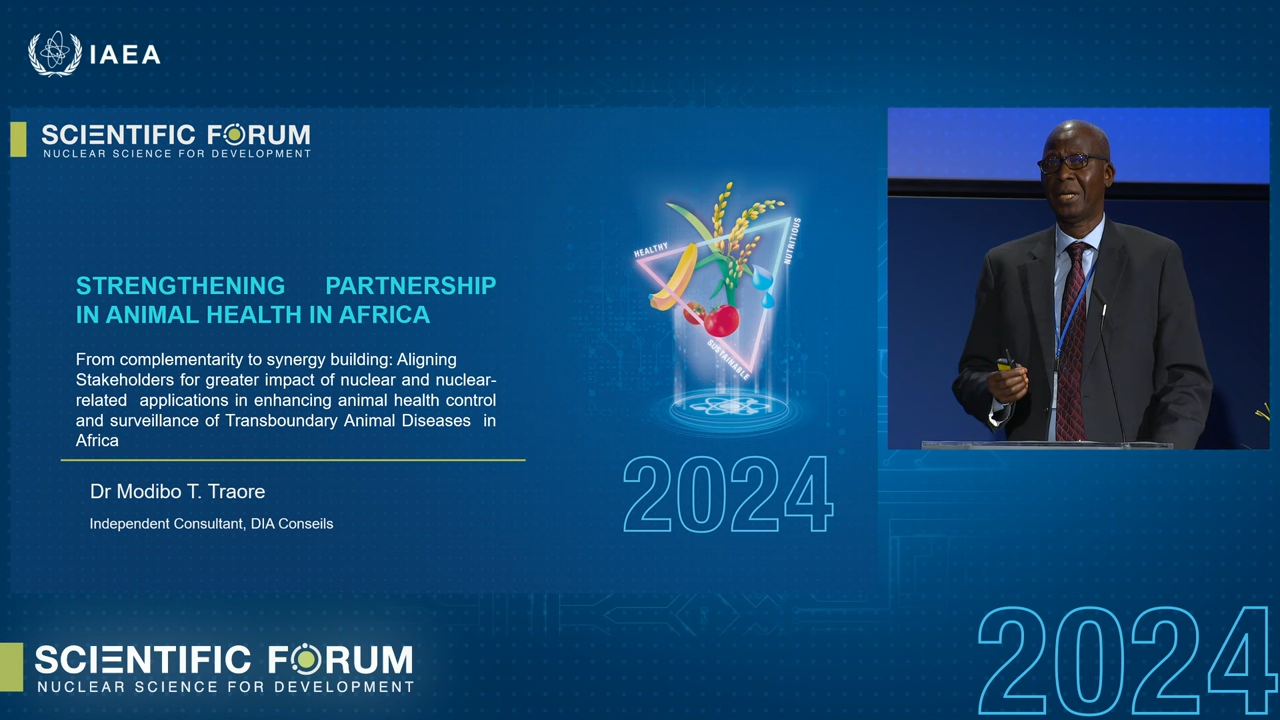 IAEA
SCIENTIFIC FORUM
NUCLEAR SCIENCE FOR DEVELOPMENT
STRENGTHENING PARTNERSHIP
IN ANIMAL HEALTH IN AFRICA
From complementarity to synergy building: Aligning
Stakeholders for greater impact of nuclear and nuclear-
related applications in enhancing animal health control
and surveillance of Transboundary Animal Diseases in
Africa
Dr Modibo T. Traore
Independent Consultant, DIA Conseils
HEALTHY
NUTRITIOUS
SUSTAINABLE
2024
SCIENTIFIC FORUM
NUCLEAR SCIENCE FOR DEVELOPMENT
2024